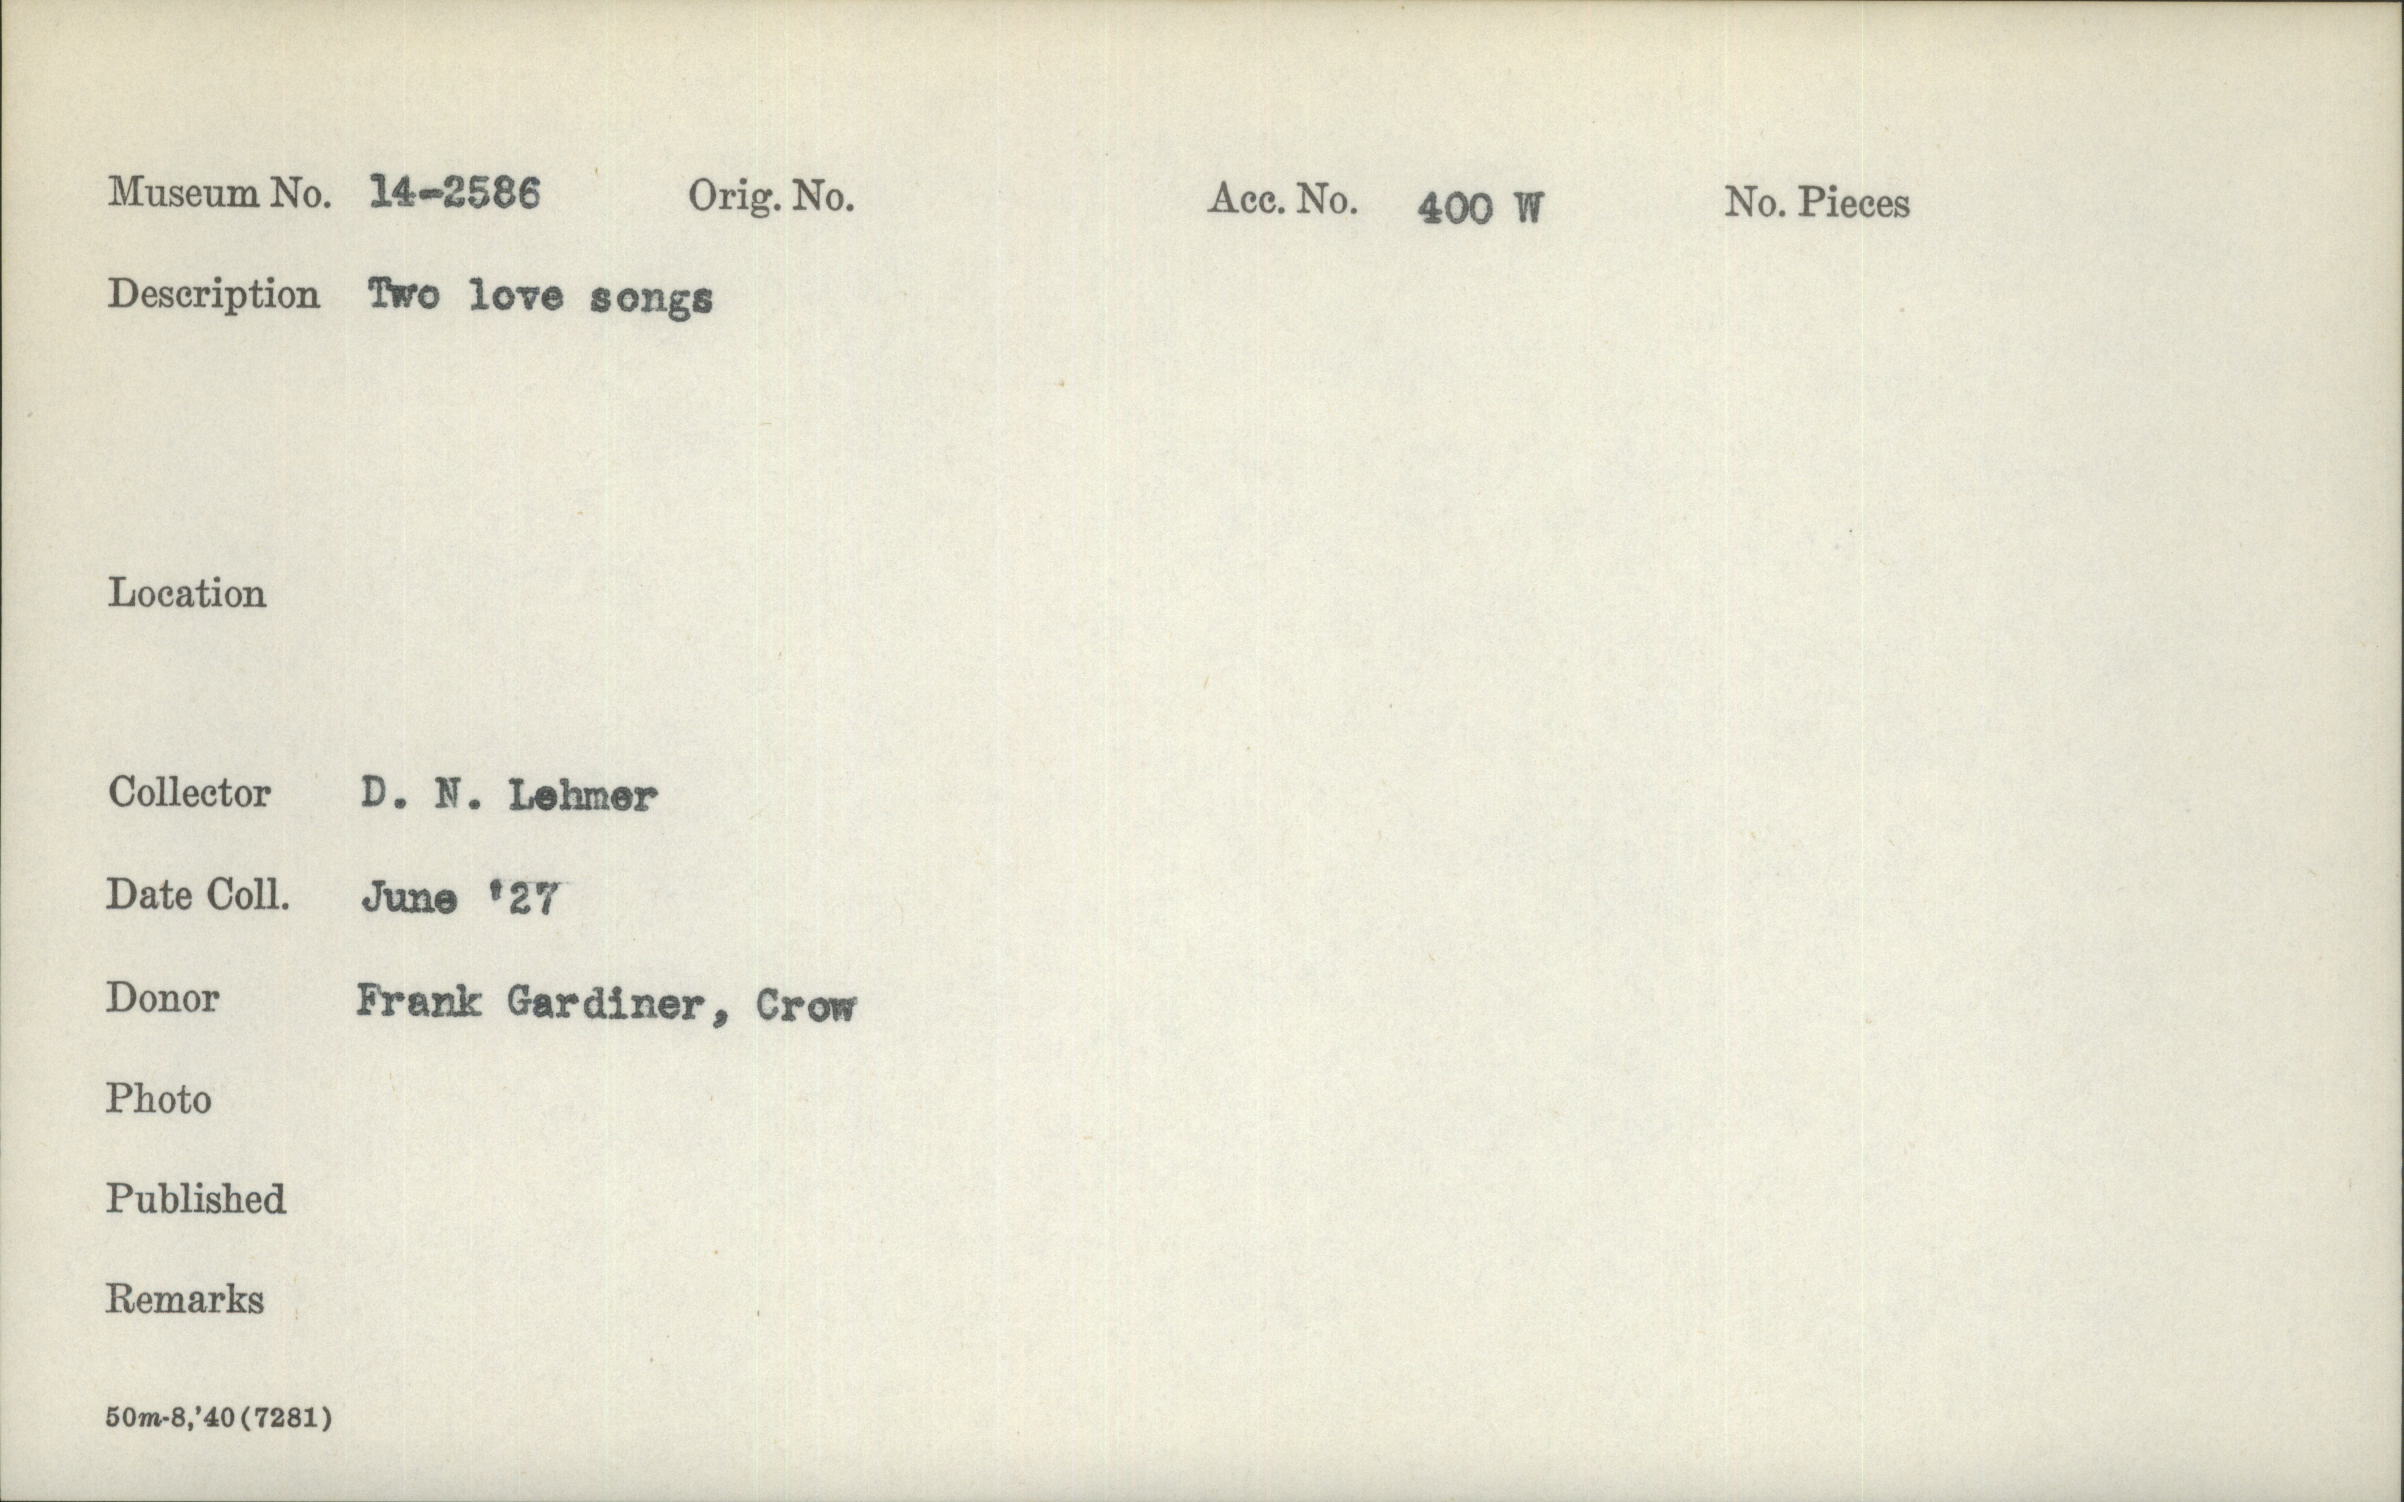 Museum No. 14-2586 Orig. No. Acc. No. 400 W No. Pieces
Description Two love songs
Location
Collector D. N. Lehmer
Date Coll. June '27
Donor Frank Gardiner, Crow
Photo
Published
Remarks
50m-8,'40(7281)